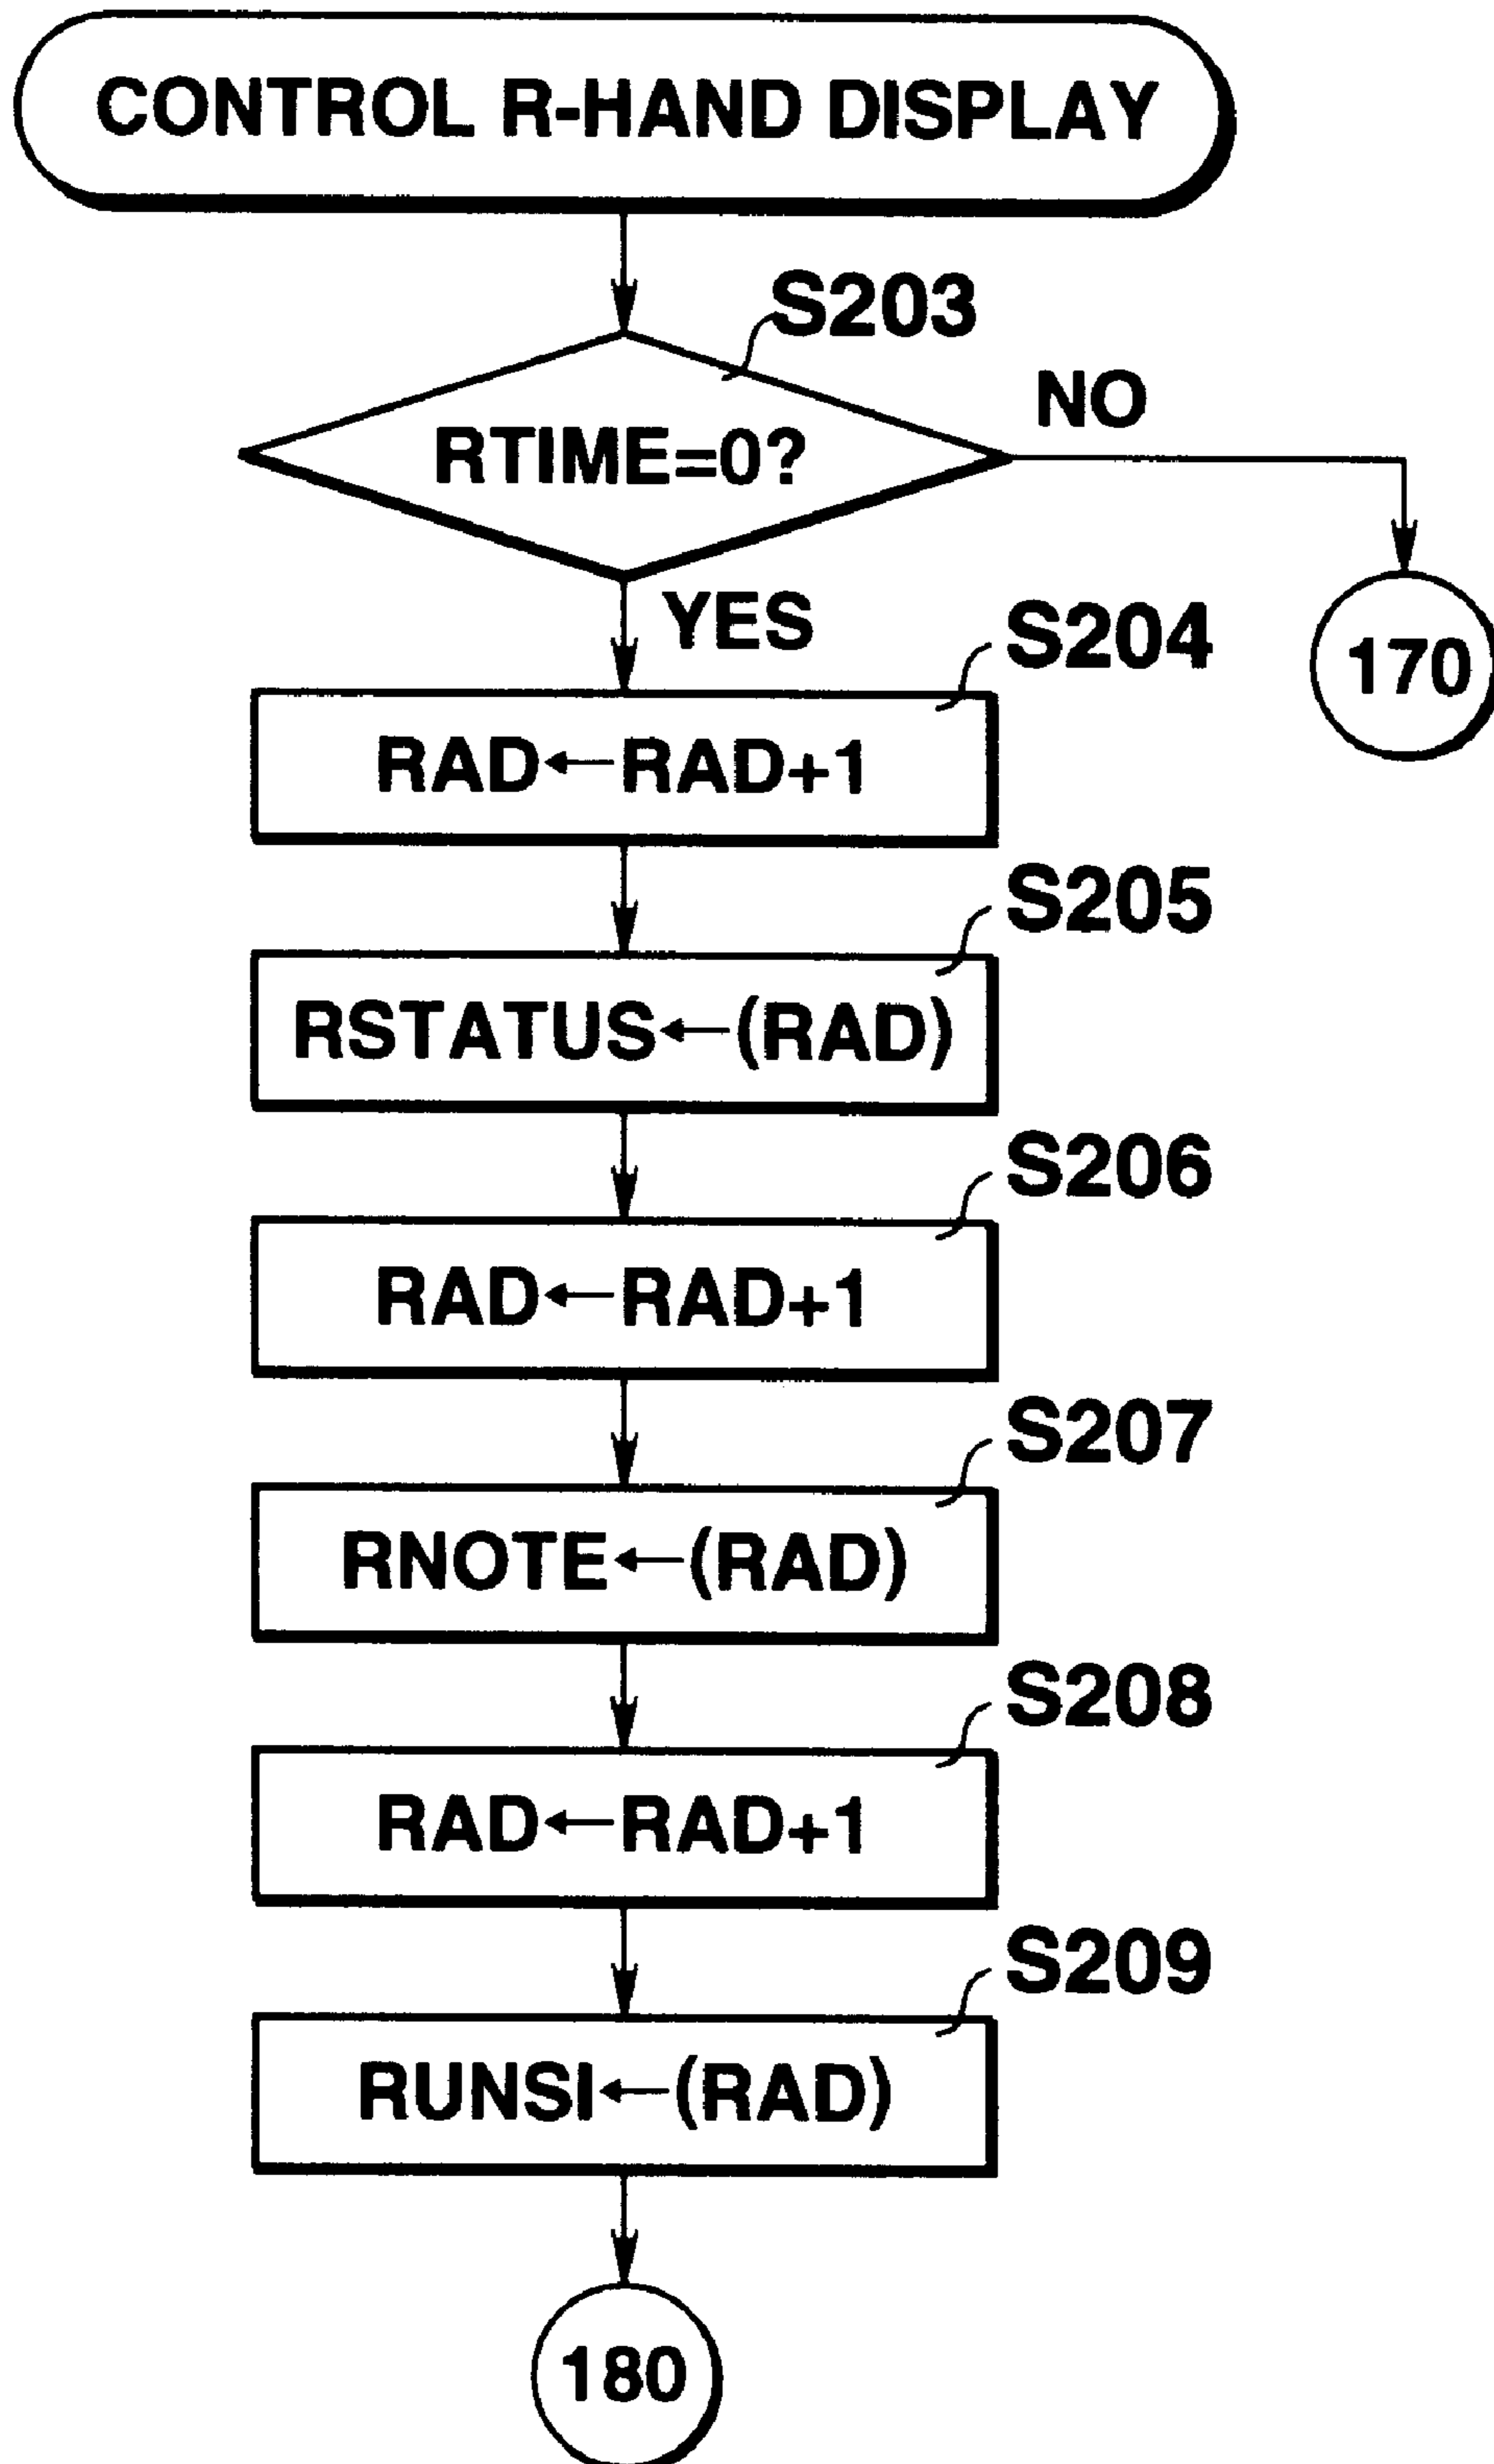 CONTROL R-HAND DISPLAY
S203
RTIME=0?
NO
YES
170
S204
RAD←RAD+1
S205
RSTATUS←(RAD)
S206
RAD←RAD+1
S207
RNOTE←(RAD)
S208
RAD←RAD+1
S209
RUNSI←(RAD)
180